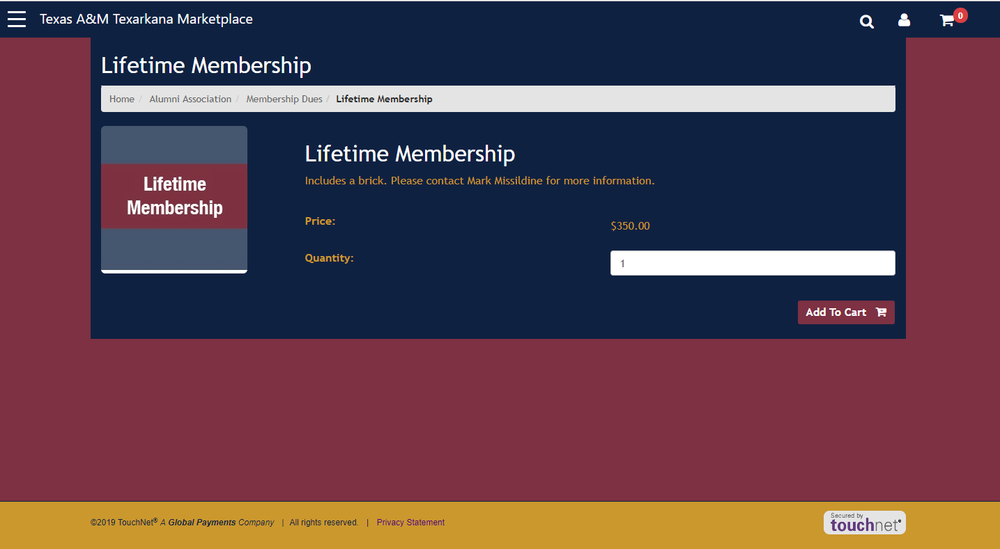 Texas A&M Texarkana Marketplace
0
Lifetime Membership
Home / Alumni Association / Membership Dues / Lifetime Membership
Lifetime
Membership
Lifetime Membership
Includes a brick. Please contact Mark Missildine for more information.
Price:
$350.00
Quantity:
1
Add To Cart
©2019 TouchNet® A Global Payments Company | All rights reserved. | Privacy Statement
Secured by
touchnet®